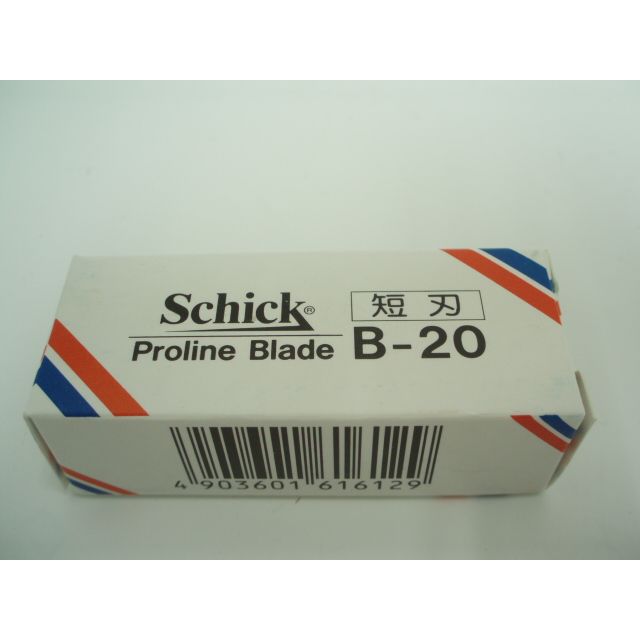 Schick® 短刃
Proline Blade B-20
4 903601 616129